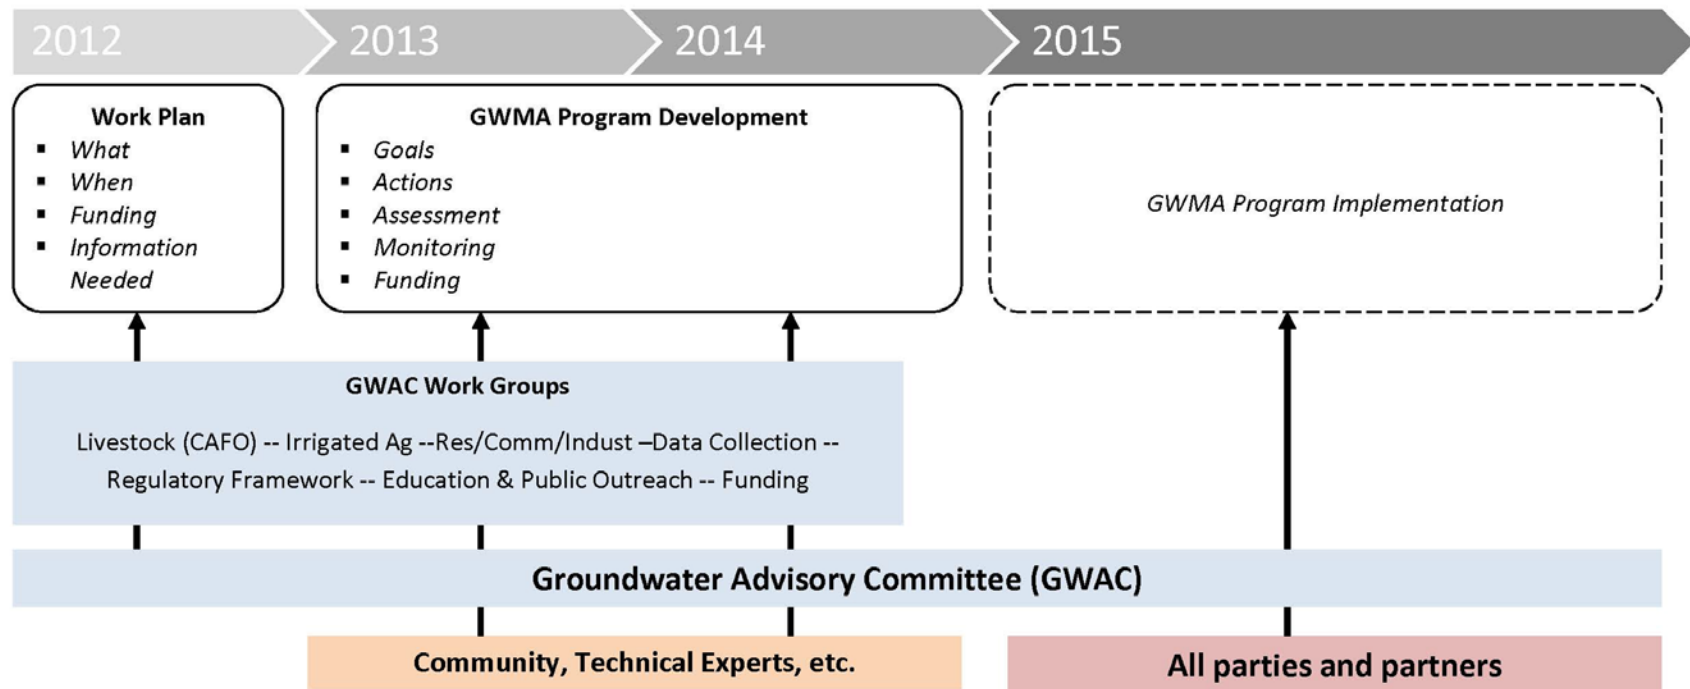 2012
2013
2014
2015
Work Plan
▪ What
▪ When
▪ Funding
▪ Information
Needed
GWMA Program Development
▪ Goals
▪ Actions
▪ Assessment
▪ Monitoring
▪ Funding
GWMA Program Implementation
GWAC Work Groups
Livestock (CAFO) -- Irrigated Ag --Res/Comm/Indust –Data Collection --
Regulatory Framework -- Education & Public Outreach -- Funding
Groundwater Advisory Committee (GWAC)
Community, Technical Experts, etc.
All parties and partners